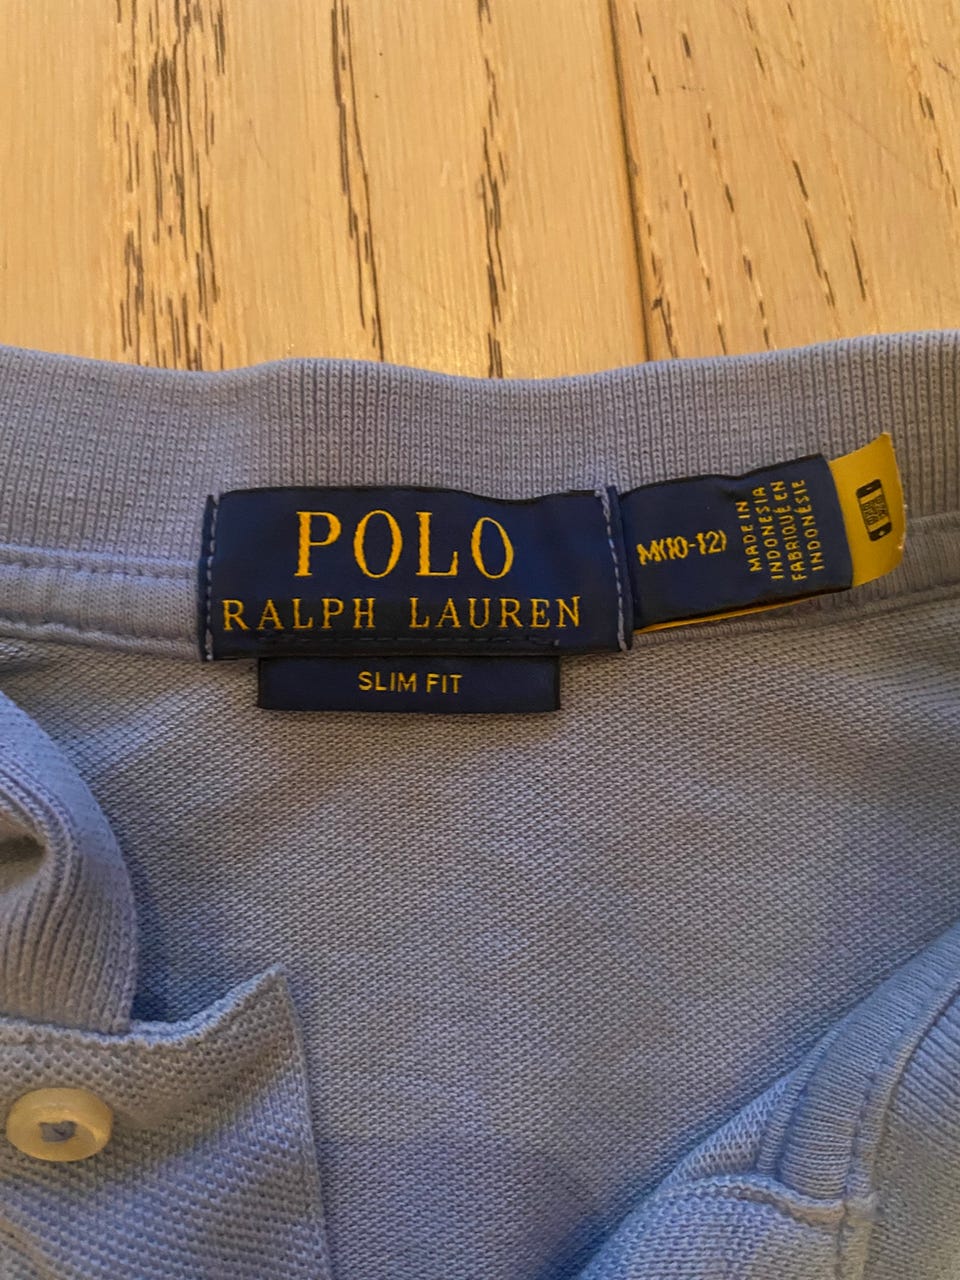 POLO
RALPH LAUREN
SLIM FIT
M(10-12)
MADE IN
INDONESIA
FABRIQUÉ EN
INDONÉSIE